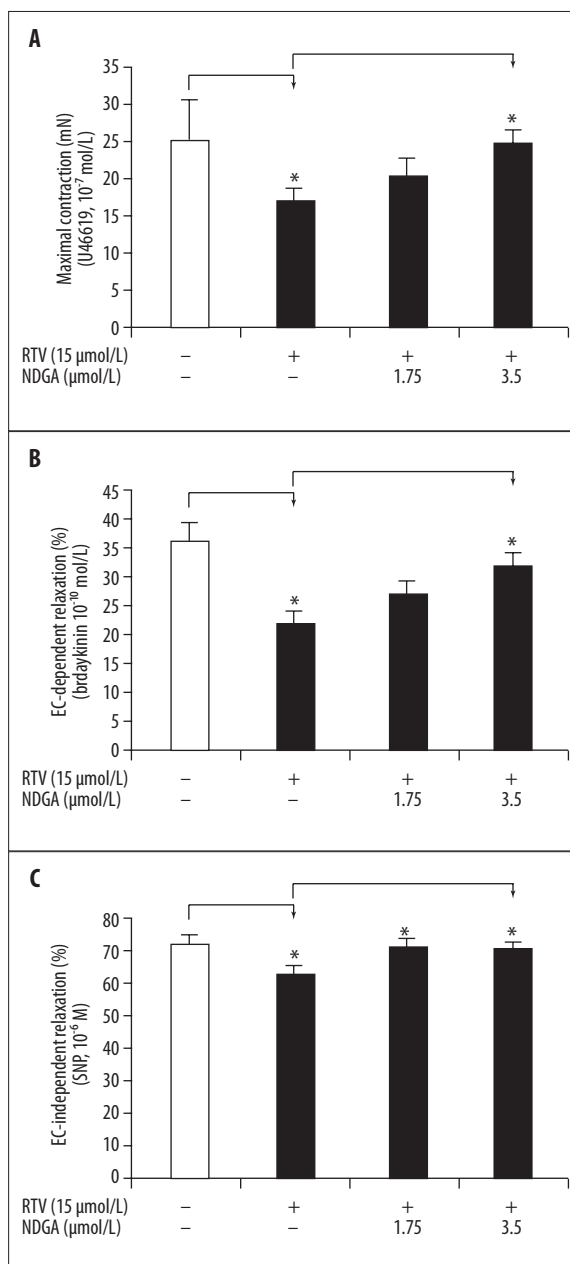 A
Maximal contraction (mN)
(U46619, 10⁻⁷ mol/L)
35
30
25
20
15
10
5
0
*
*
RTV (15 µmol/L) – + + +
NDGA (µmol/L) – – 1.75 3.5
B
EC-dependent relaxation (%)
(brdaykinin 10⁻¹⁰ mol/L)
45
40
35
30
25
20
15
10
5
0
*
*
RTV (15 µmol/L) – + + +
NDGA (µmol/L) – – 1.75 3.5
C
EC-independent relaxation (%)
(SNP, 10⁻⁶ M)
80
70
60
50
60
70
20
10
0
*
*
*
RTV (15 µmol/L) – + + +
NDGA (µmol/L) – – 1.75 3.5